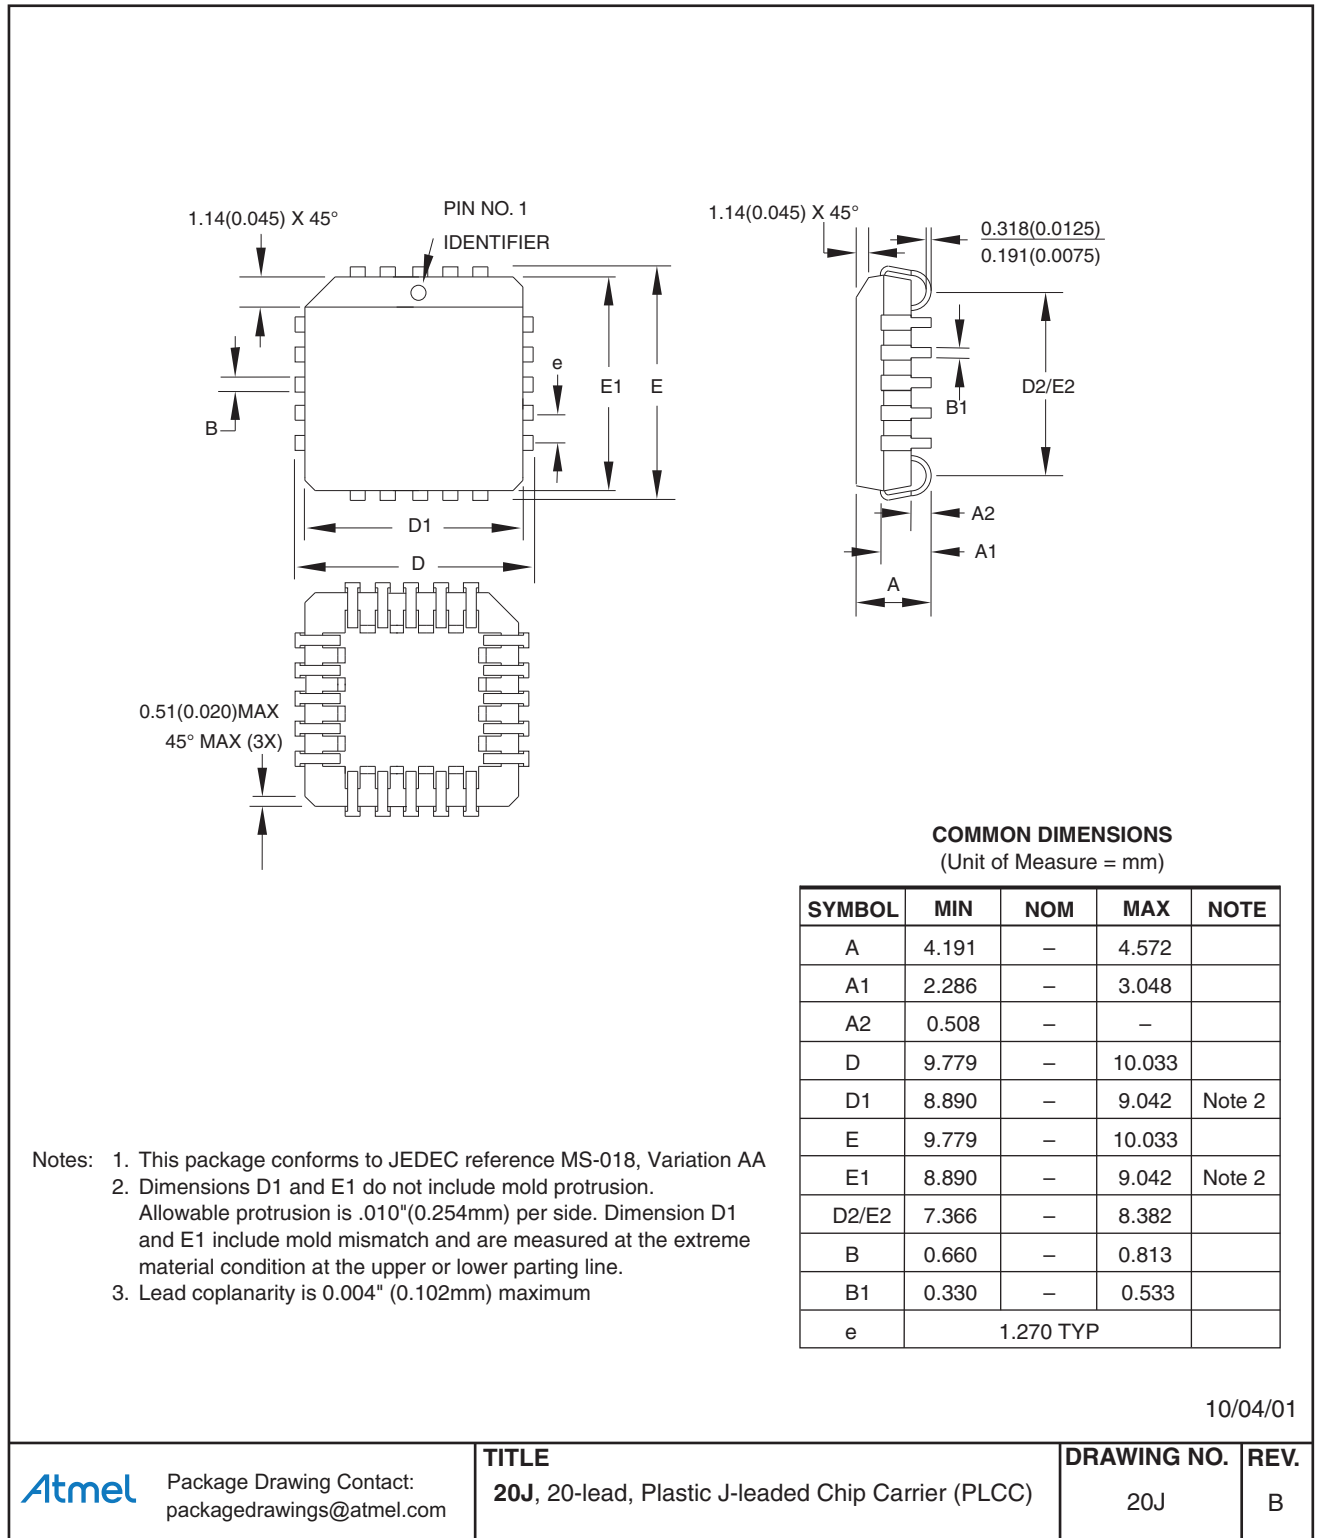 1.14(0.045) X 45°
PIN NO. 1
IDENTIFIER
1.14(0.045) X 45°
0.318(0.0125)
0.191(0.0075)
e
E1
E
B
D1
D
D2/E2
B1
A2
A1
A
0.51(0.020)MAX
45° MAX (3X)
COMMON DIMENSIONS
(Unit of Measure = mm)
SYMBOL MIN NOM MAX NOTE
A 4.191 – 4.572
A1 2.286 – 3.048
A2 0.508 – –
D 9.779 – 10.033
D1 8.890 – 9.042 Note 2
E 9.779 – 10.033
E1 8.890 – 9.042 Note 2
D2/E2 7.366 – 8.382
B 0.660 – 0.813
B1 0.330 – 0.533
e 1.270 TYP
Notes: 1. This package conforms to JEDEC reference MS-018, Variation AA
2. Dimensions D1 and E1 do not include mold protrusion.
Allowable protrusion is .010"(0.254mm) per side. Dimension D1
and E1 include mold mismatch and are measured at the extreme
material condition at the upper or lower parting line.
3. Lead coplanarity is 0.004" (0.102mm) maximum
10/04/01
Atmel
Package Drawing Contact:
packagedrawings@atmel.com
TITLE
20J, 20-lead, Plastic J-leaded Chip Carrier (PLCC)
DRAWING NO.
20J
REV.
B